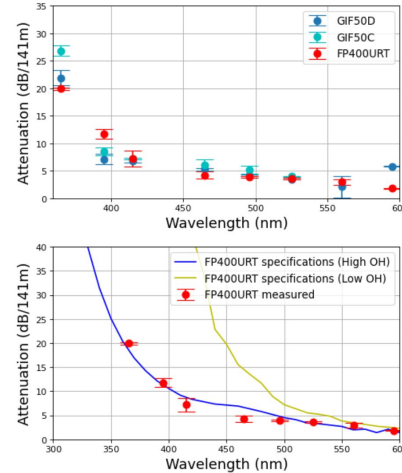 35
30
25
20
15
10
5
0
Attenuation (dB/141m)
GIF50D
GIF50C
FP400URT
400
450
500
550
600
Wavelength (nm)
40
35
30
25
20
15
10
5
0
Attenuation (dB/141m)
FP400URT specifications (High OH)
FP400URT specifications (Low OH)
FP400URT measured
300
350
400
450
500
550
600
Wavelength (nm)